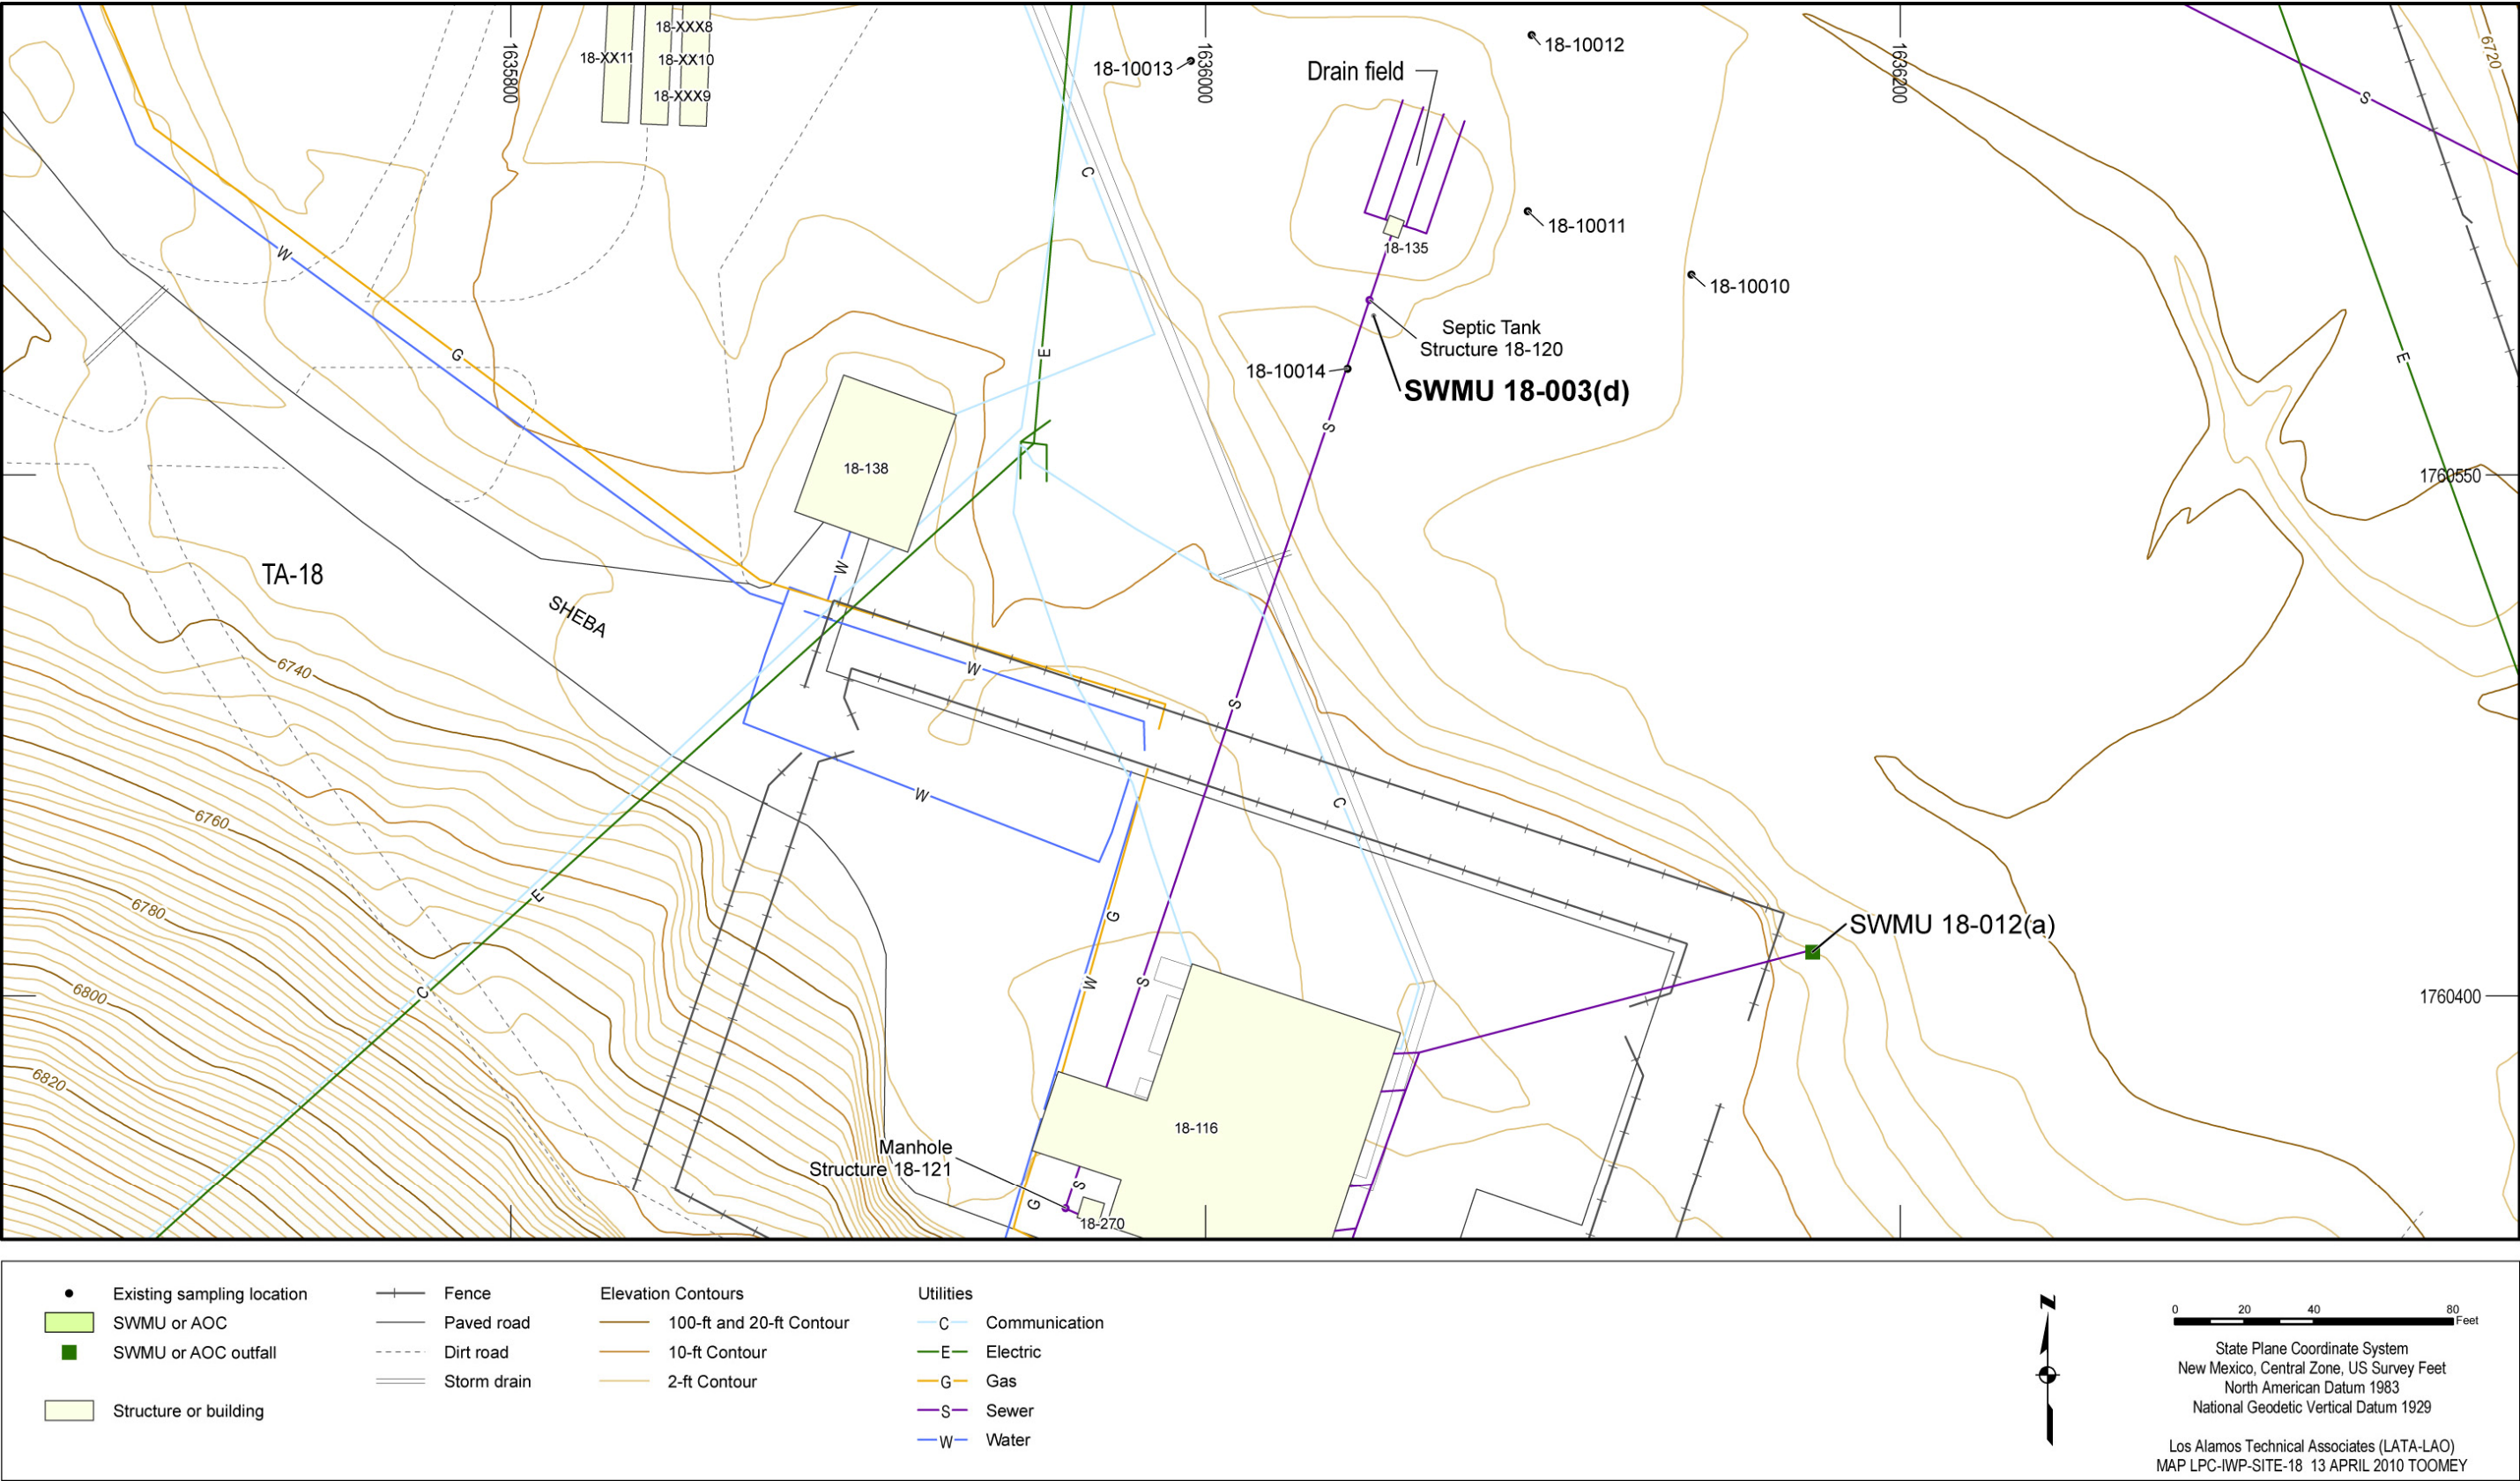 1635800
1636000
1636200
18-XXX8
18-XX11
18-XX10
18-XXX9
18-10013
18-10012
Drain field
6720
S
C
W
18-10011
18-135
18-10010
E
G
Septic Tank
Structure 18-120
E
18-10014
SWMU 18-003(d)
S
18-138
1760550
TA-18
W
SHEBA
6740
W
S
W
C
6760
E
6780
G
SWMU 18-012(a)
C
6800
W
S
1760400
6820
18-116
Manhole
Structure 18-121
S
G
18-270
Existing sampling location
SWMU or AOC
SWMU or AOC outfall
Structure or building
Fence
Paved road
Dirt road
Storm drain
Elevation Contours
100-ft and 20-ft Contour
10-ft Contour
2-ft Contour
Utilities
C Communication
E Electric
G Gas
S Sewer
W Water
N
0 20 40 80
Feet
State Plane Coordinate System
New Mexico, Central Zone, US Survey Feet
North American Datum 1983
National Geodetic Vertical Datum 1929
Los Alamos Technical Associates (LATA-LAO)
MAP LPC-IWP-SITE-18 13 APRIL 2010 TOOMEY